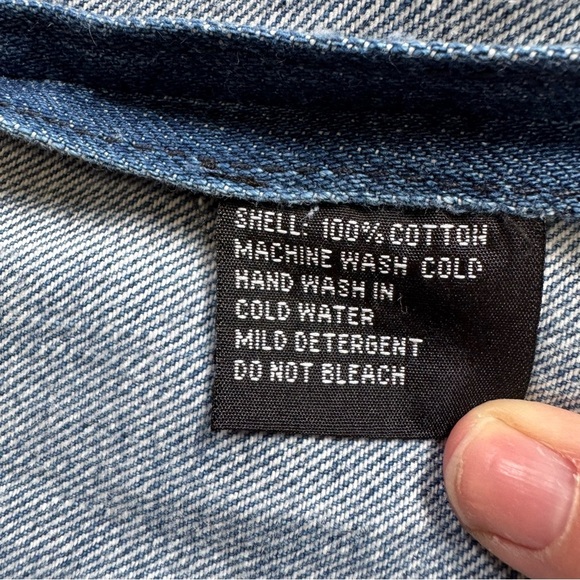 SHELL: 100% COTTON
MACHINE WASH COLD
HAND WASH IN
COLD WATER
MILD DETERGENT
DO NOT BLEACH